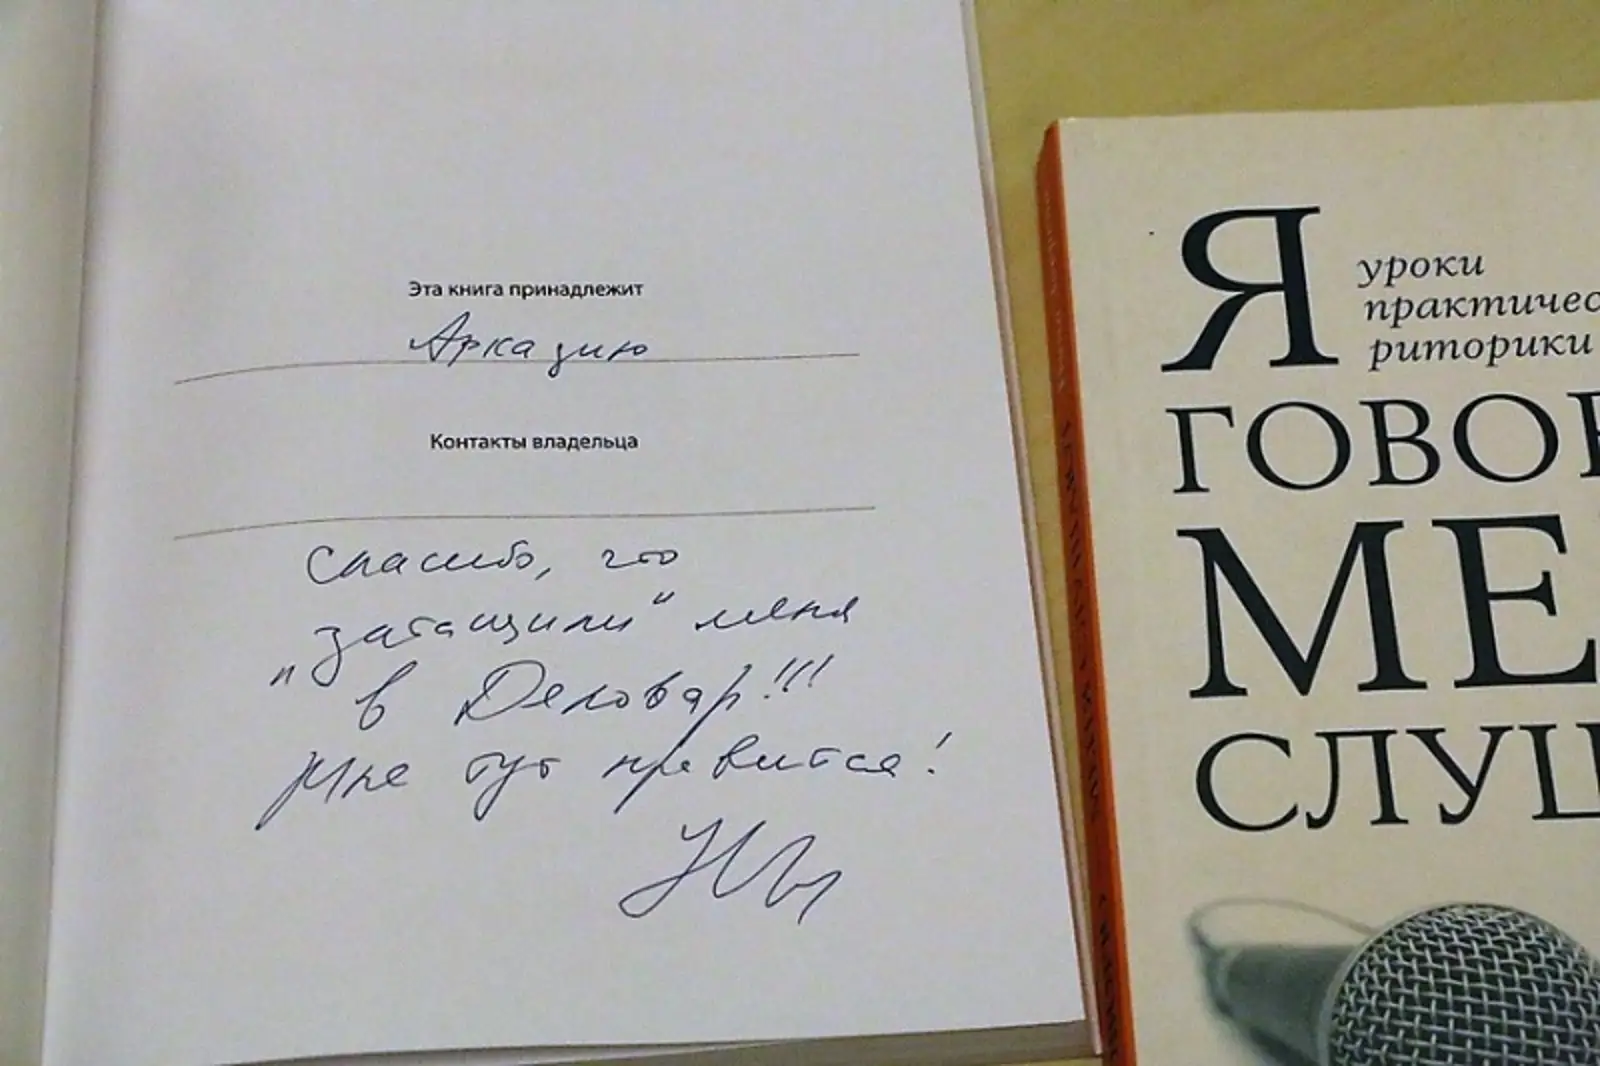 Эта книга принадлежит
Аркадию
Контакты владельца
Спасибо, что
"затащили" меня
в Деловар!!!
Мне тут нравится!
Я
уроки
практичес
риторики
ГОВОР
МЕ
СЛУШ